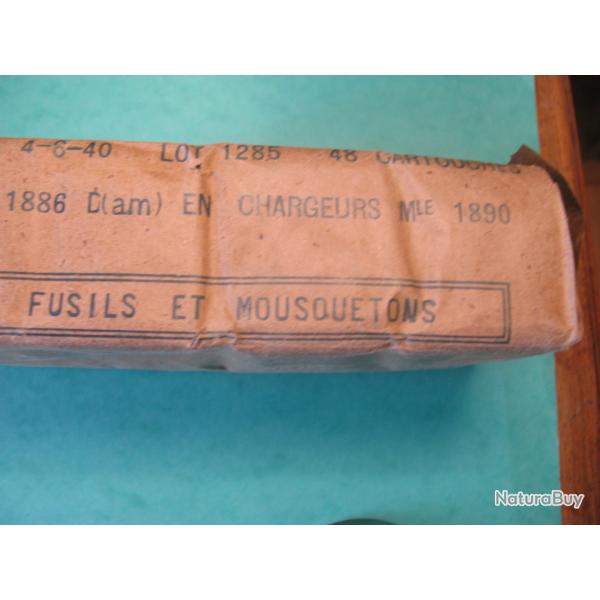 4-6-40 LOT 1285 48 CARTOUCHES
1886 D(am) EN CHARGEURS MLE 1890
FUSILS ET MOUSQUETONS
NaturaBuy